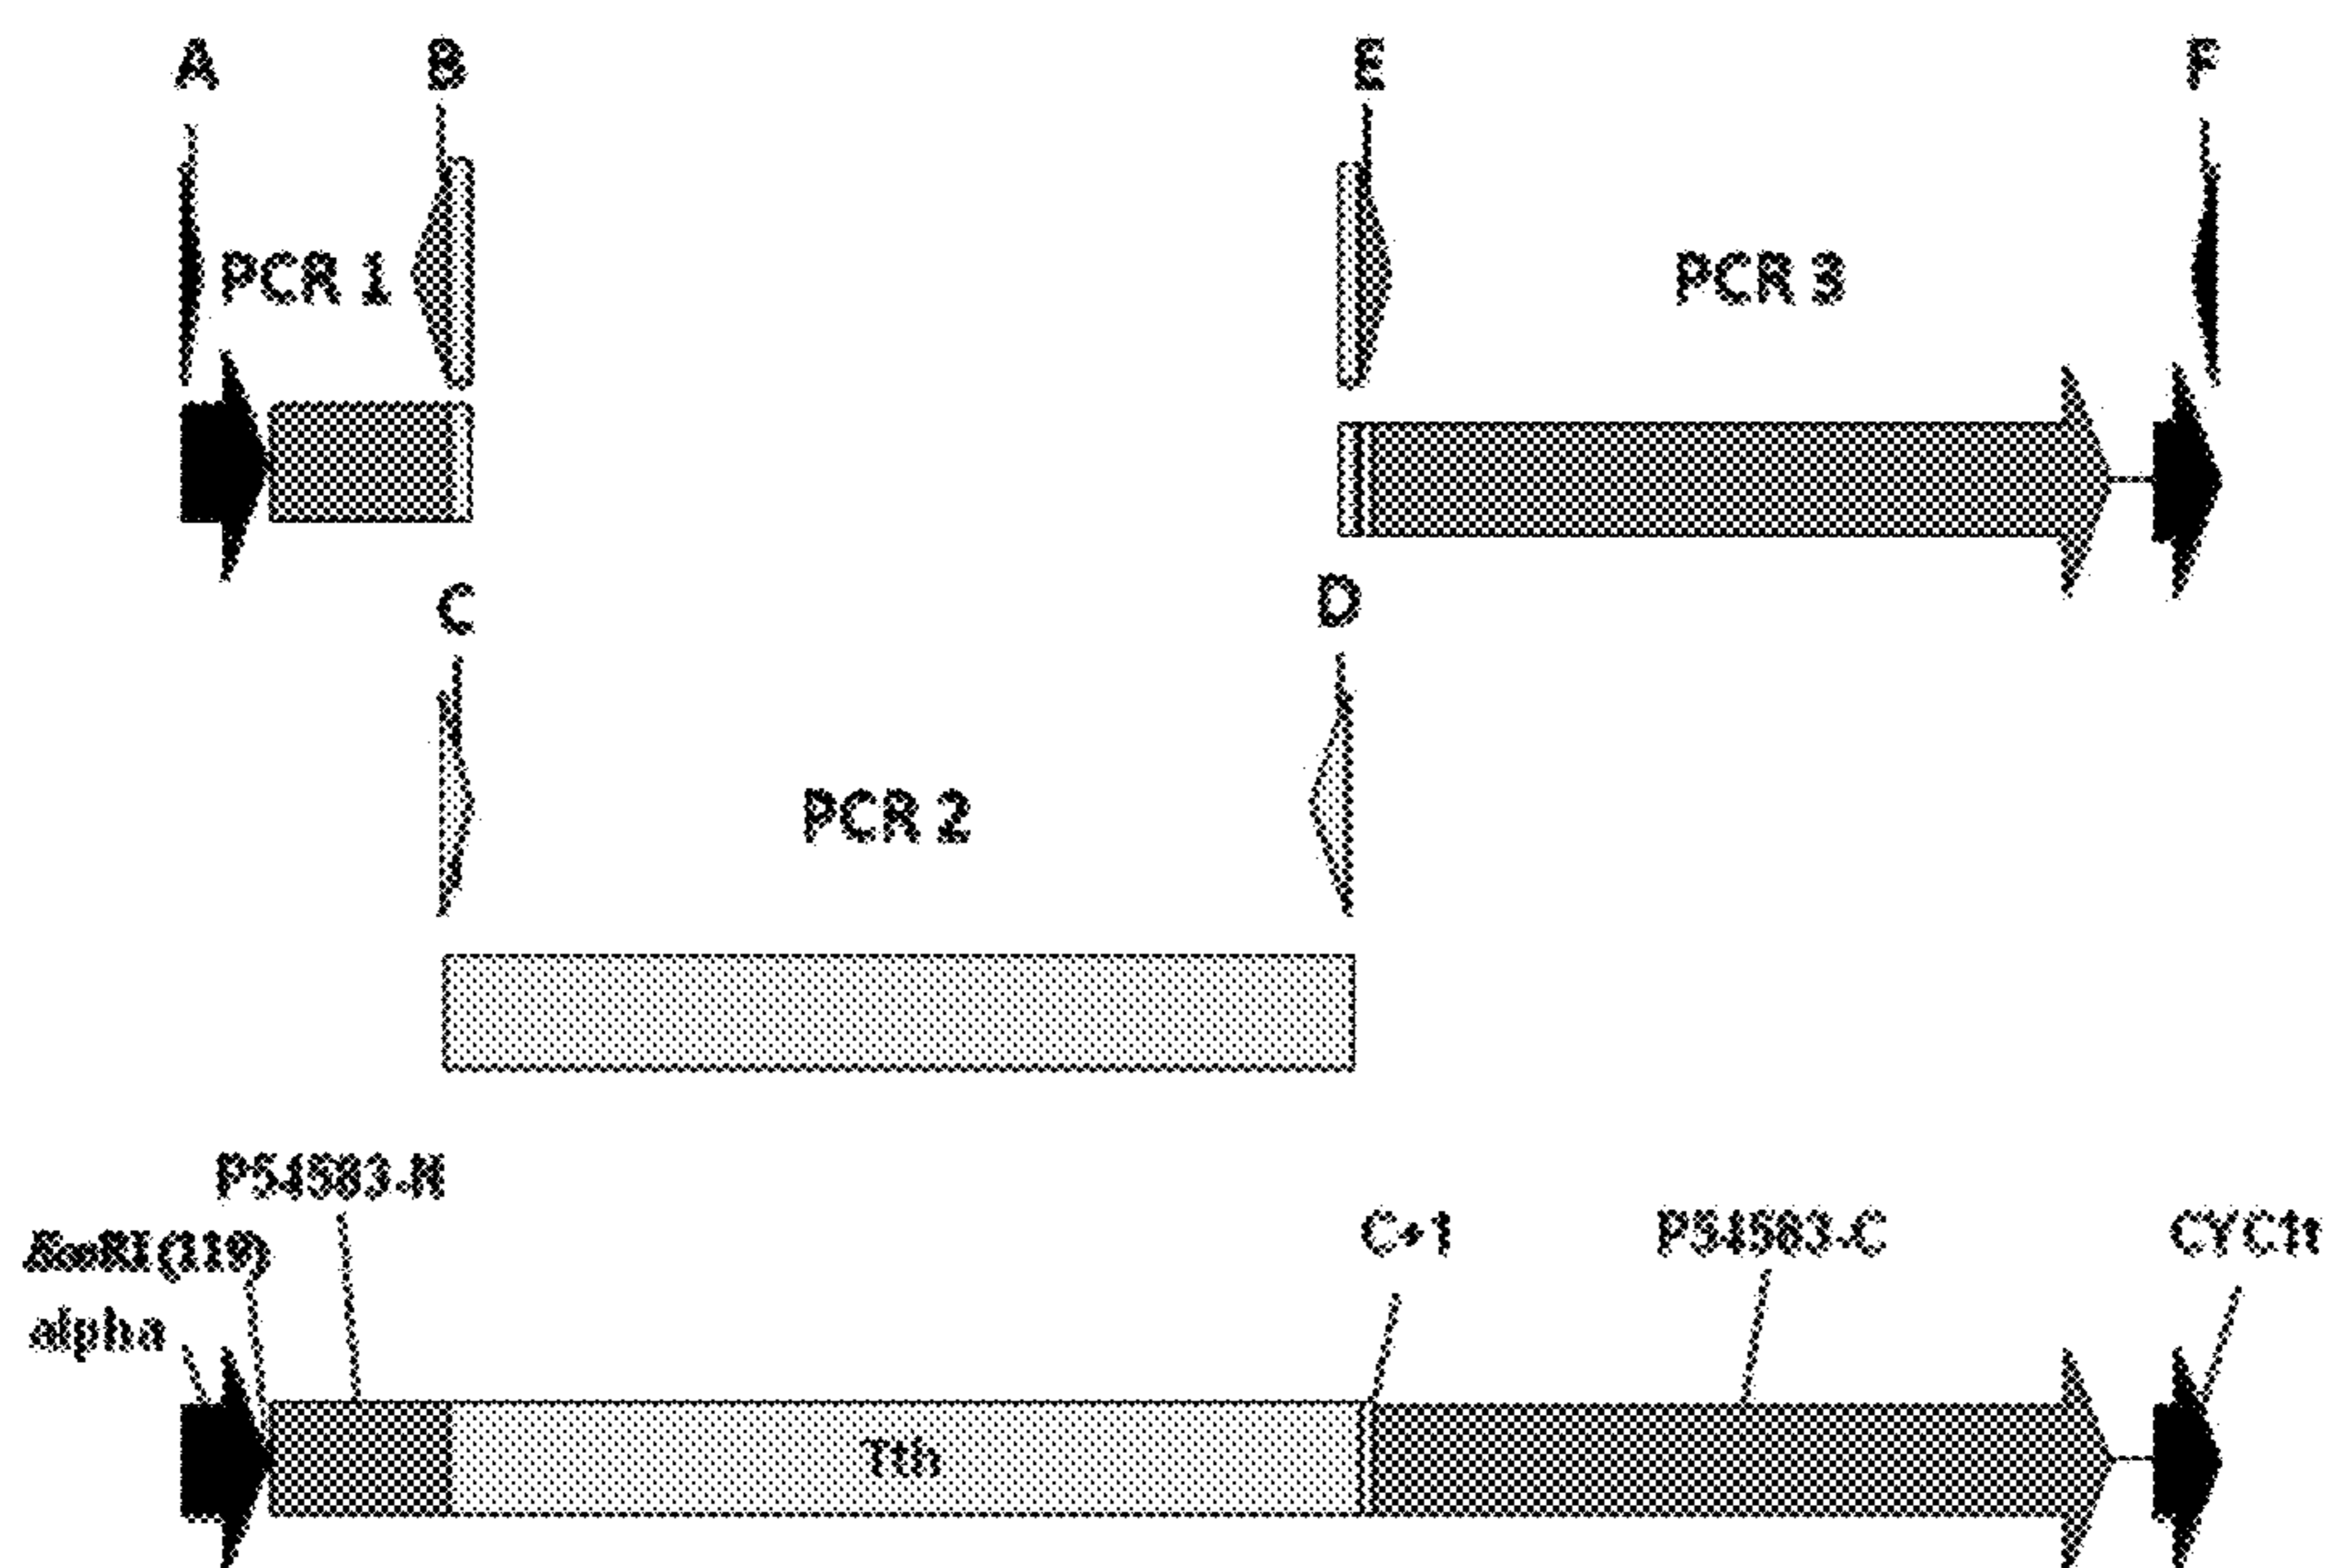 A B E F
PCR 1 PCR 3
C D
PCR 2
P54583-N
EcoRI (119) C+1 P54583-C CYC1t
alpha
Tth